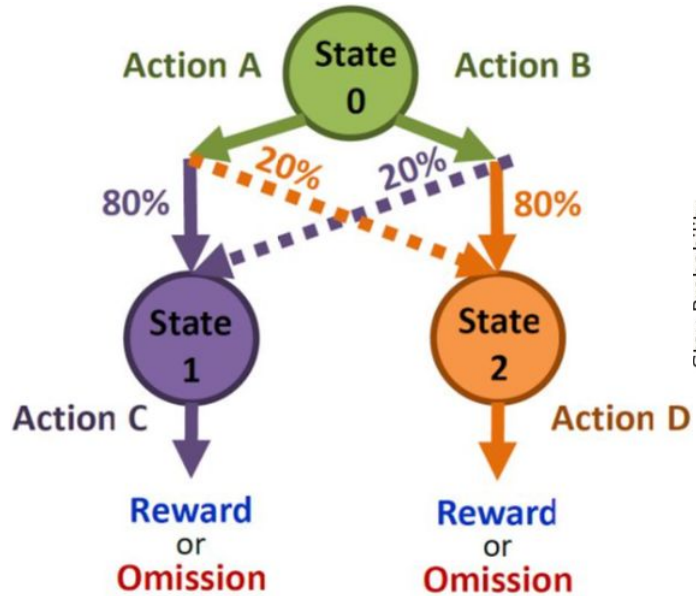 Action A
State
0
Action B
20%
20%
80%
80%
State
1
State
2
Action C
Action D
Reward
or
Omission
Reward
or
Omission